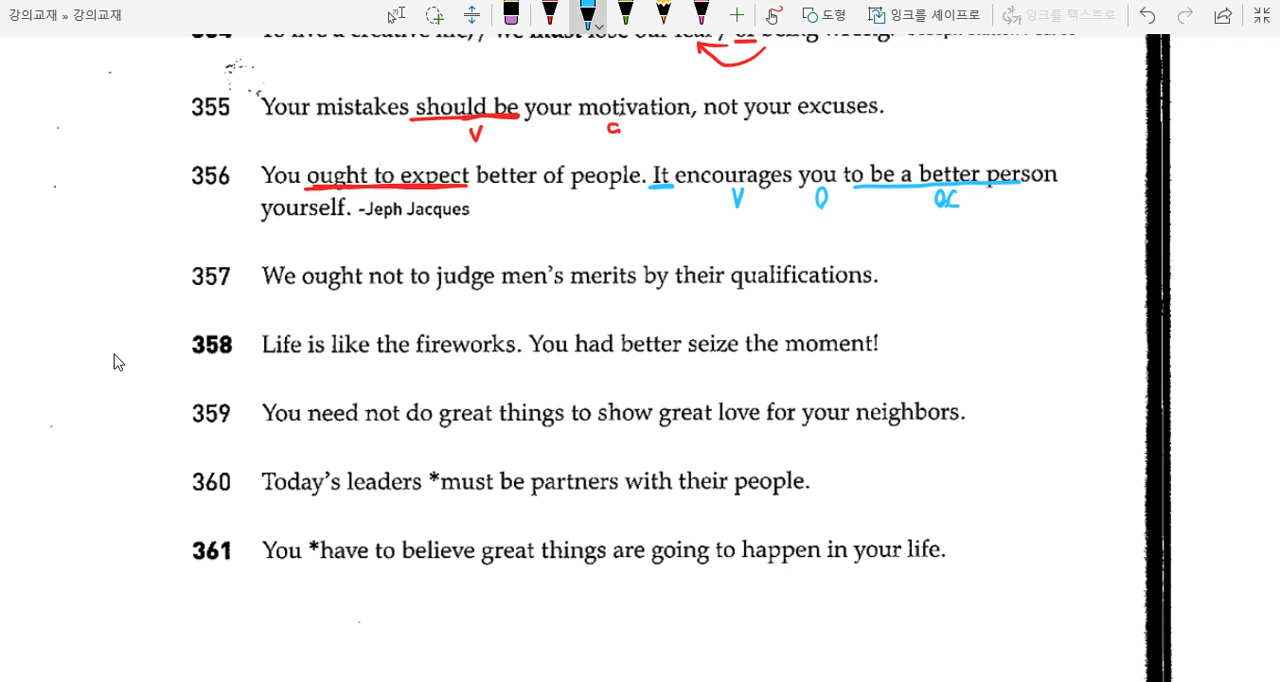 강의교재 » 강의교재 도형 잉크를 셰이프로 잉크를 텍스트로
355 Your mistakes should be your motivation, not your excuses.
V C
356 You ought to expect better of people. It encourages you to be a better person
V O OC
yourself. -Jeph Jacques
357 We ought not to judge men's merits by their qualifications.
358 Life is like the fireworks. You had better seize the moment!
359 You need not do great things to show great love for your neighbors.
360 Today's leaders *must be partners with their people.
361 You *have to believe great things are going to happen in your life.